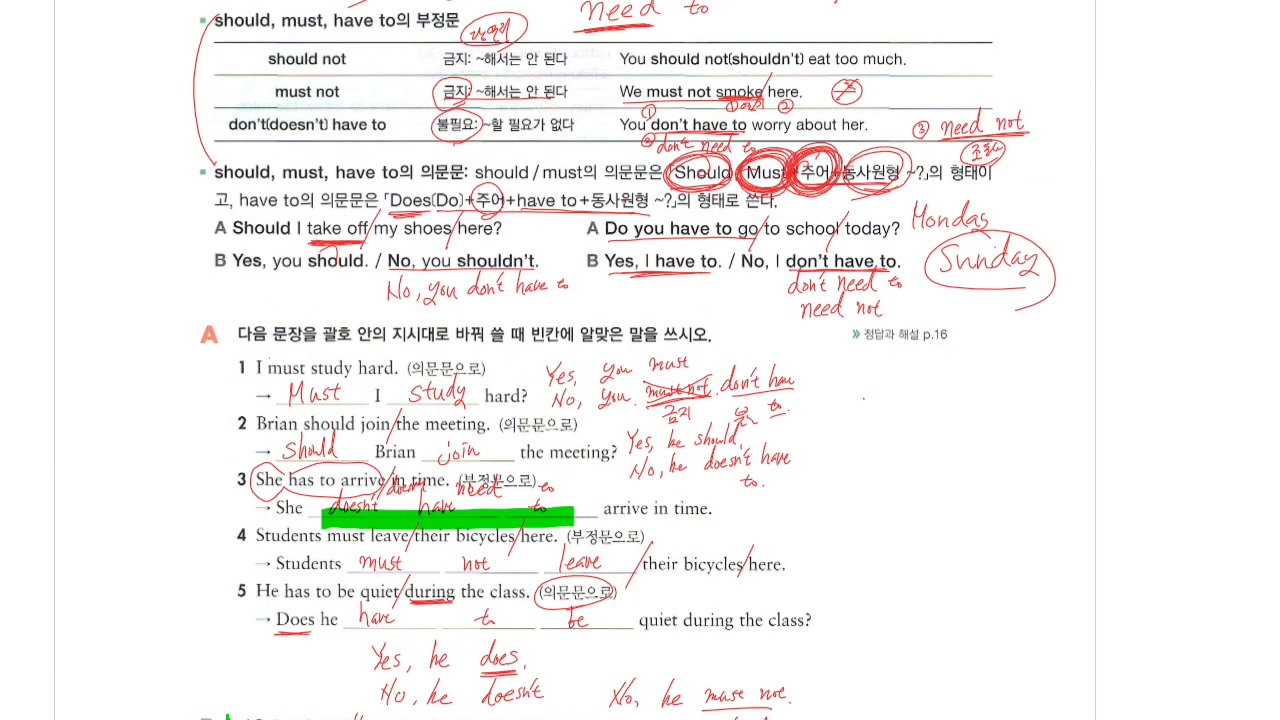 need to
should, must, have to의 부정문
should not 금지: ~해서는 안 된다 You should not(shouldn't) eat too much.
must not 금지: ~해서는 안 된다 We must not smoke here.
① ②
don't(doesn't) have to 불필요: ~할 필요가 없다 You don't have to worry about her. ③ need not
② don't need to
조동사
should, must, have to의 의문문: should / must의 의문문은 「Should Must 주어+동사원형 ~?」의 형태이
고, have to의 의문문은 「Does(Do)+주어+have to+동사원형 ~?」의 형태로 쓴다.
A Should I take off my shoes here? A Do you have to go to school today? Monday
B Yes, you should. / No, you shouldn't. B Yes, I have to. / No, I don't have to. Sunday
No, you don't have to don't need to
need not
A 다음 문장을 괄호 안의 지시대로 바꿔 쓸 때 빈칸에 알맞은 말을 쓰시오. » 정답과 해설 p.16
1 I must study hard. (의문문으로) Yes, you must
→ Must I study hard? No, you must not. don't have
금지 불 to.
2 Brian should join the meeting. (의문문으로)
→ should Brian join the meeting? Yes, he should
No, he doesn't have
to.
3 She has to arrive in time. (부정문으로)
doesn't need to
→ She doesn't have to arrive in time.
4 Students must leave their bicycles here. (부정문으로)
→ Students must not leave their bicycles here.
5 He has to be quiet during the class. (의문문으로)
→ Does he have to be quiet during the class?
Yes, he does.
No, he doesn't No, he must not.